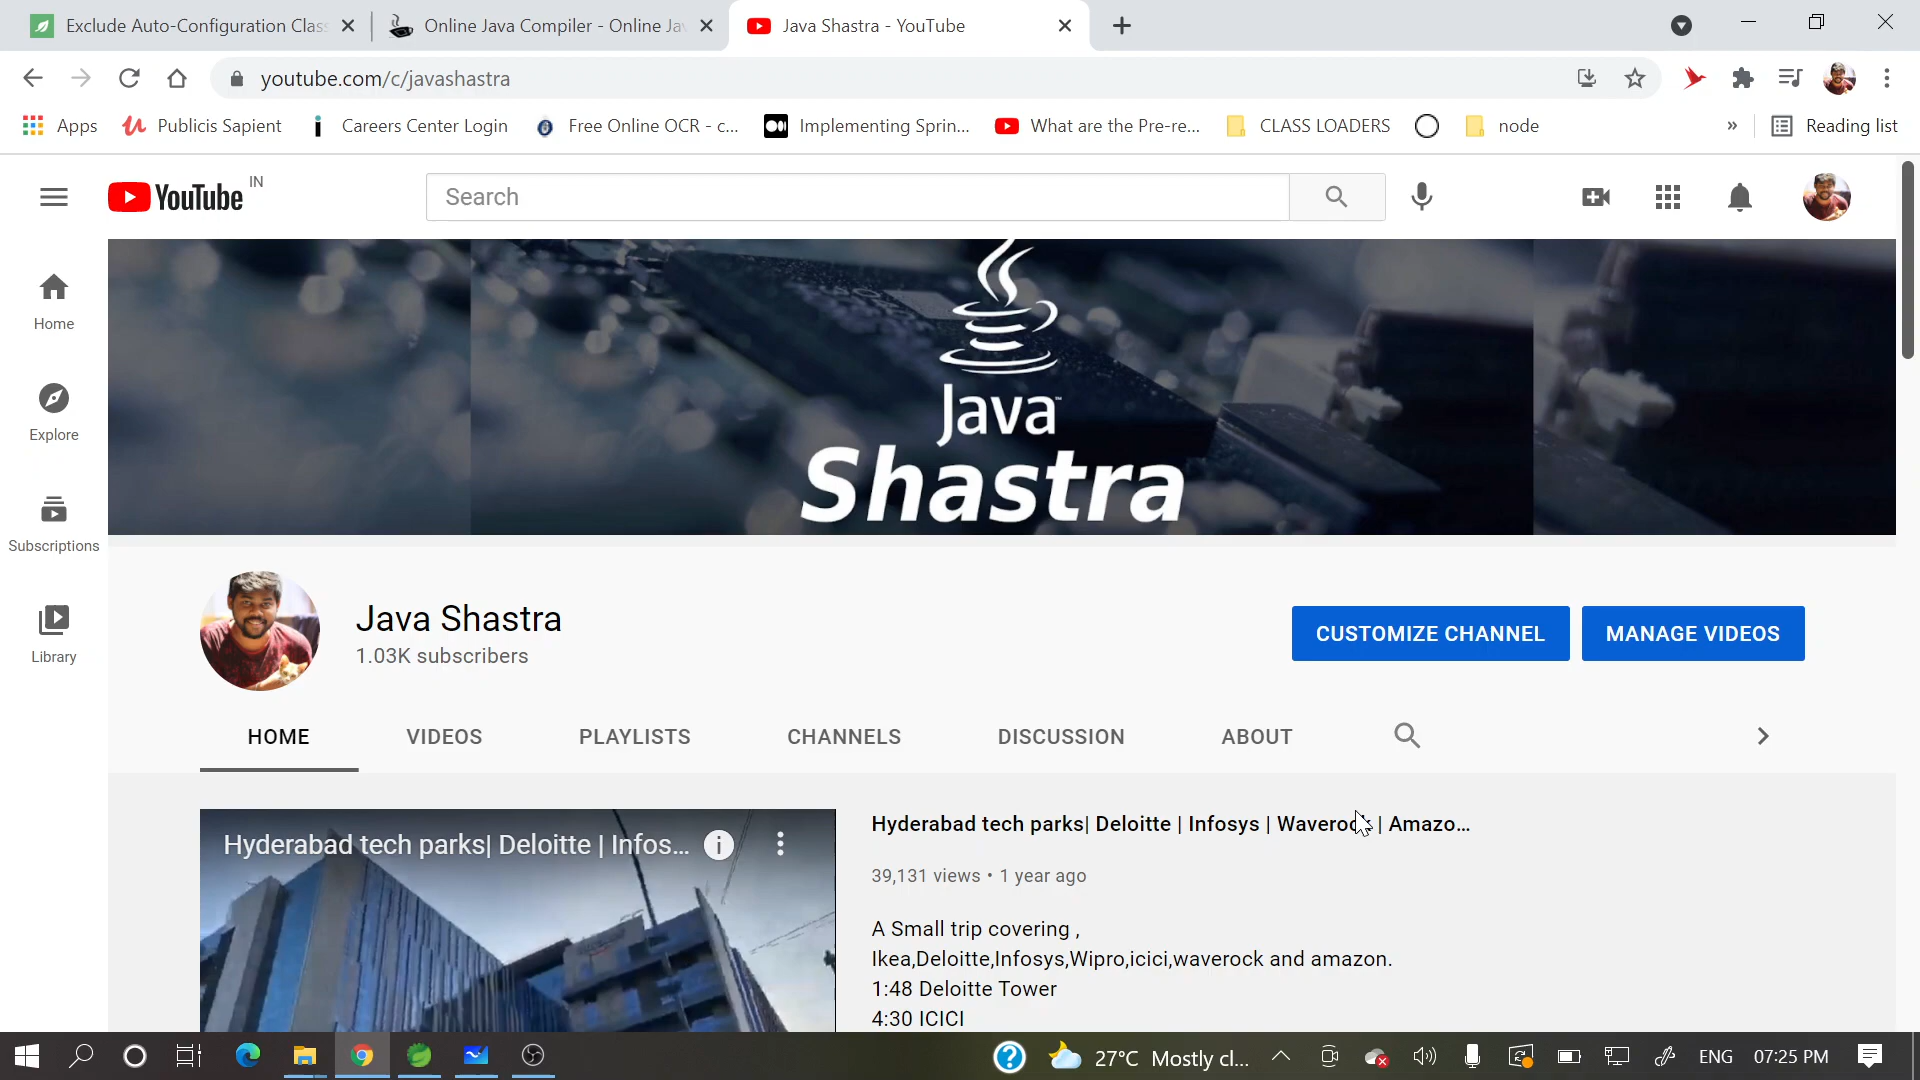 Exclude Auto-Configuration Clas
Online Java Compiler - Online Ja
Java Shastra - YouTube
youtube.com/c/javashastra
Apps
Publicis Sapient
Careers Center Login
Free Online OCR - c...
Implementing Sprin...
What are the Pre-re...
CLASS LOADERS
node
»
Reading list
YouTube IN
Search
Home
Explore
Subscriptions
Library
Java
Shastra
Java Shastra
1.03K subscribers
CUSTOMIZE CHANNEL
MANAGE VIDEOS
HOME
VIDEOS
PLAYLISTS
CHANNELS
DISCUSSION
ABOUT
Hyderabad tech parks| Deloitte | Infos...
Hyderabad tech parks| Deloitte | Infosys | Waverock | Amazo...
39,131 views • 1 year ago
A Small trip covering ,
Ikea,Deloitte,Infosys,Wipro,icici,waverock and amazon.
1:48 Deloitte Tower
4:30 ICICI
27°C Mostly cl...
ENG
07:25 PM